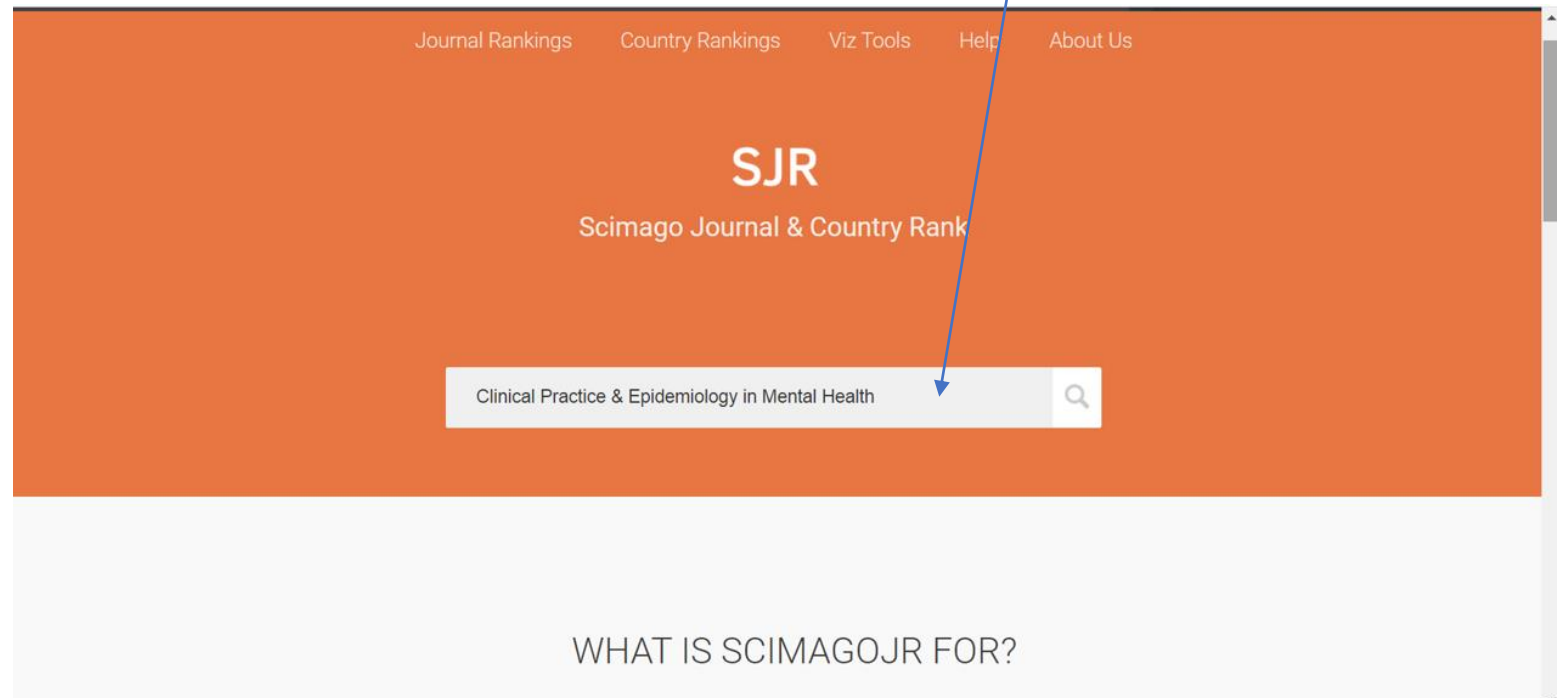 Journal Rankings Country Rankings Viz Tools Help About Us
SJR
Scimago Journal & Country Rank
Clinical Practice & Epidemiology in Mental Health
WHAT IS SCIMAGOJR FOR?